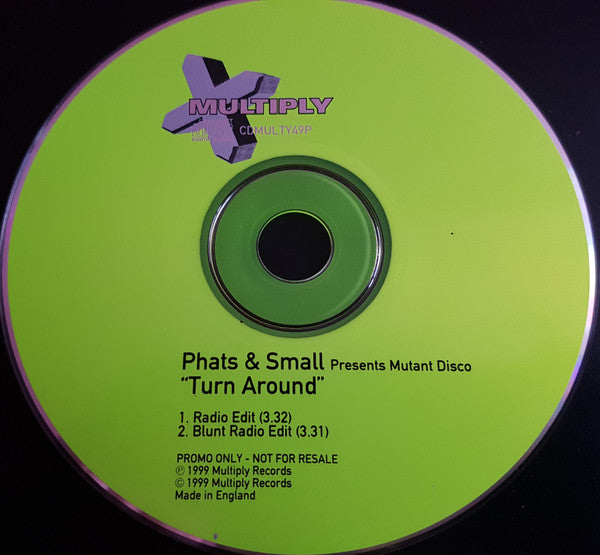 MULTIPLY
CDMULTY49P
Phats & Small Presents Mutant Disco
“Turn Around”
1. Radio Edit (3.32)
2. Blunt Radio Edit (3.31)
PROMO ONLY - NOT FOR RESALE
℗ 1999 Multiply Records
© 1999 Multiply Records
Made in England